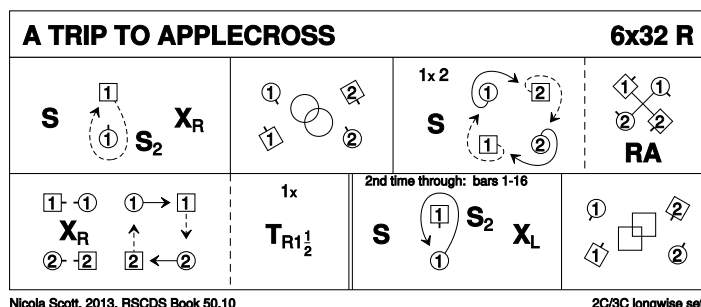 A TRIP TO APPLECROSS 6x32 R
S 1 1 S2 XR
1 2 1 2
1x 2
S 1 2 1 2
1 1 2 2
RA
1 1 1 1
XR
2 2 2 2
1x
TR1 1/2
2nd time through: bars 1-16
S 1 1 S2 XL
1 2 1 2
Nicola Scott, 2013, RSCDS Book 50.10 2C/3C longwise set